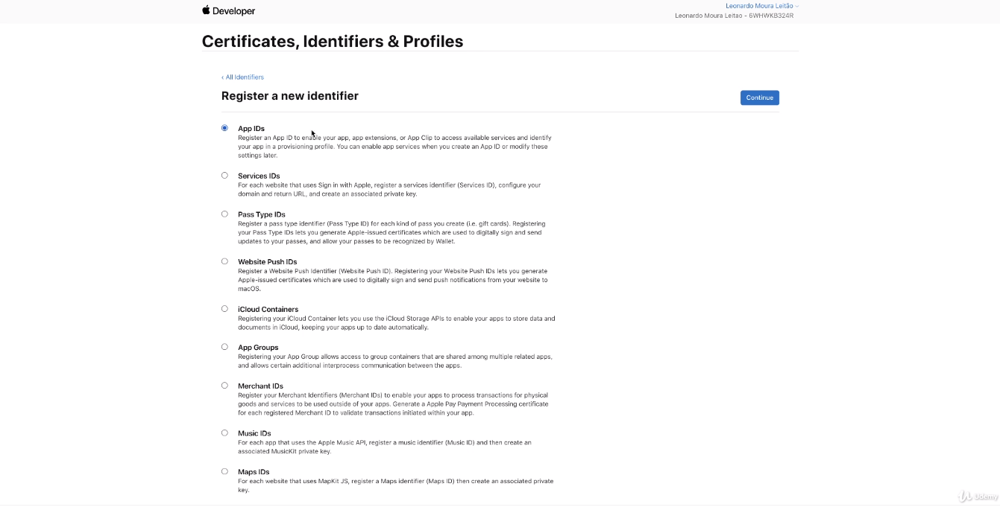 Developer
Leonardo Moura Leitão
Leonardo Moura Leitao - 6WHWKB324R
Certificates, Identifiers & Profiles
‹ All Identifiers
Register a new identifier
Continue
App IDs
Register an App ID to enable your app, app extensions, or App Clip to access available services and identify
your app in a provisioning profile. You can enable app services when you create an App ID or modify these
settings later.
Services IDs
For each website that uses Sign in with Apple, register a services identifier (Services ID), configure your
domain and return URL, and create an associated private key.
Pass Type IDs
Register a pass type identifier (Pass Type ID) for each kind of pass you create (i.e. gift cards). Registering
your Pass Type IDs lets you generate Apple-issued certificates which are used to digitally sign and send
updates to your passes, and allow your passes to be recognized by Wallet.
Website Push IDs
Register a Website Push Identifier (Website Push ID). Registering your Website Push IDs lets you generate
Apple-issued certificates which are used to digitally sign and send push notifications from your website to
macOS.
iCloud Containers
Registering your iCloud Container lets you use the iCloud Storage APIs to enable your apps to store data and
documents in iCloud, keeping your apps up to date automatically.
App Groups
Registering your App Group allows access to group containers that are shared among multiple related apps,
and allows certain additional interprocess communication between the apps.
Merchant IDs
Register your Merchant Identifiers (Merchant IDs) to enable your apps to process transactions for physical
goods and services to be used outside of your apps. Generate a Apple Pay Payment Processing certificate
for each registered Merchant ID to validate transactions initiated within your app.
Music IDs
For each app that uses the Apple Music API, register a music identifier (Music ID) and then create an
associated MusicKit private key.
Maps IDs
For each website that uses MapKit JS, register a Maps identifier (Maps ID) then create an associated private
key.
Udemy